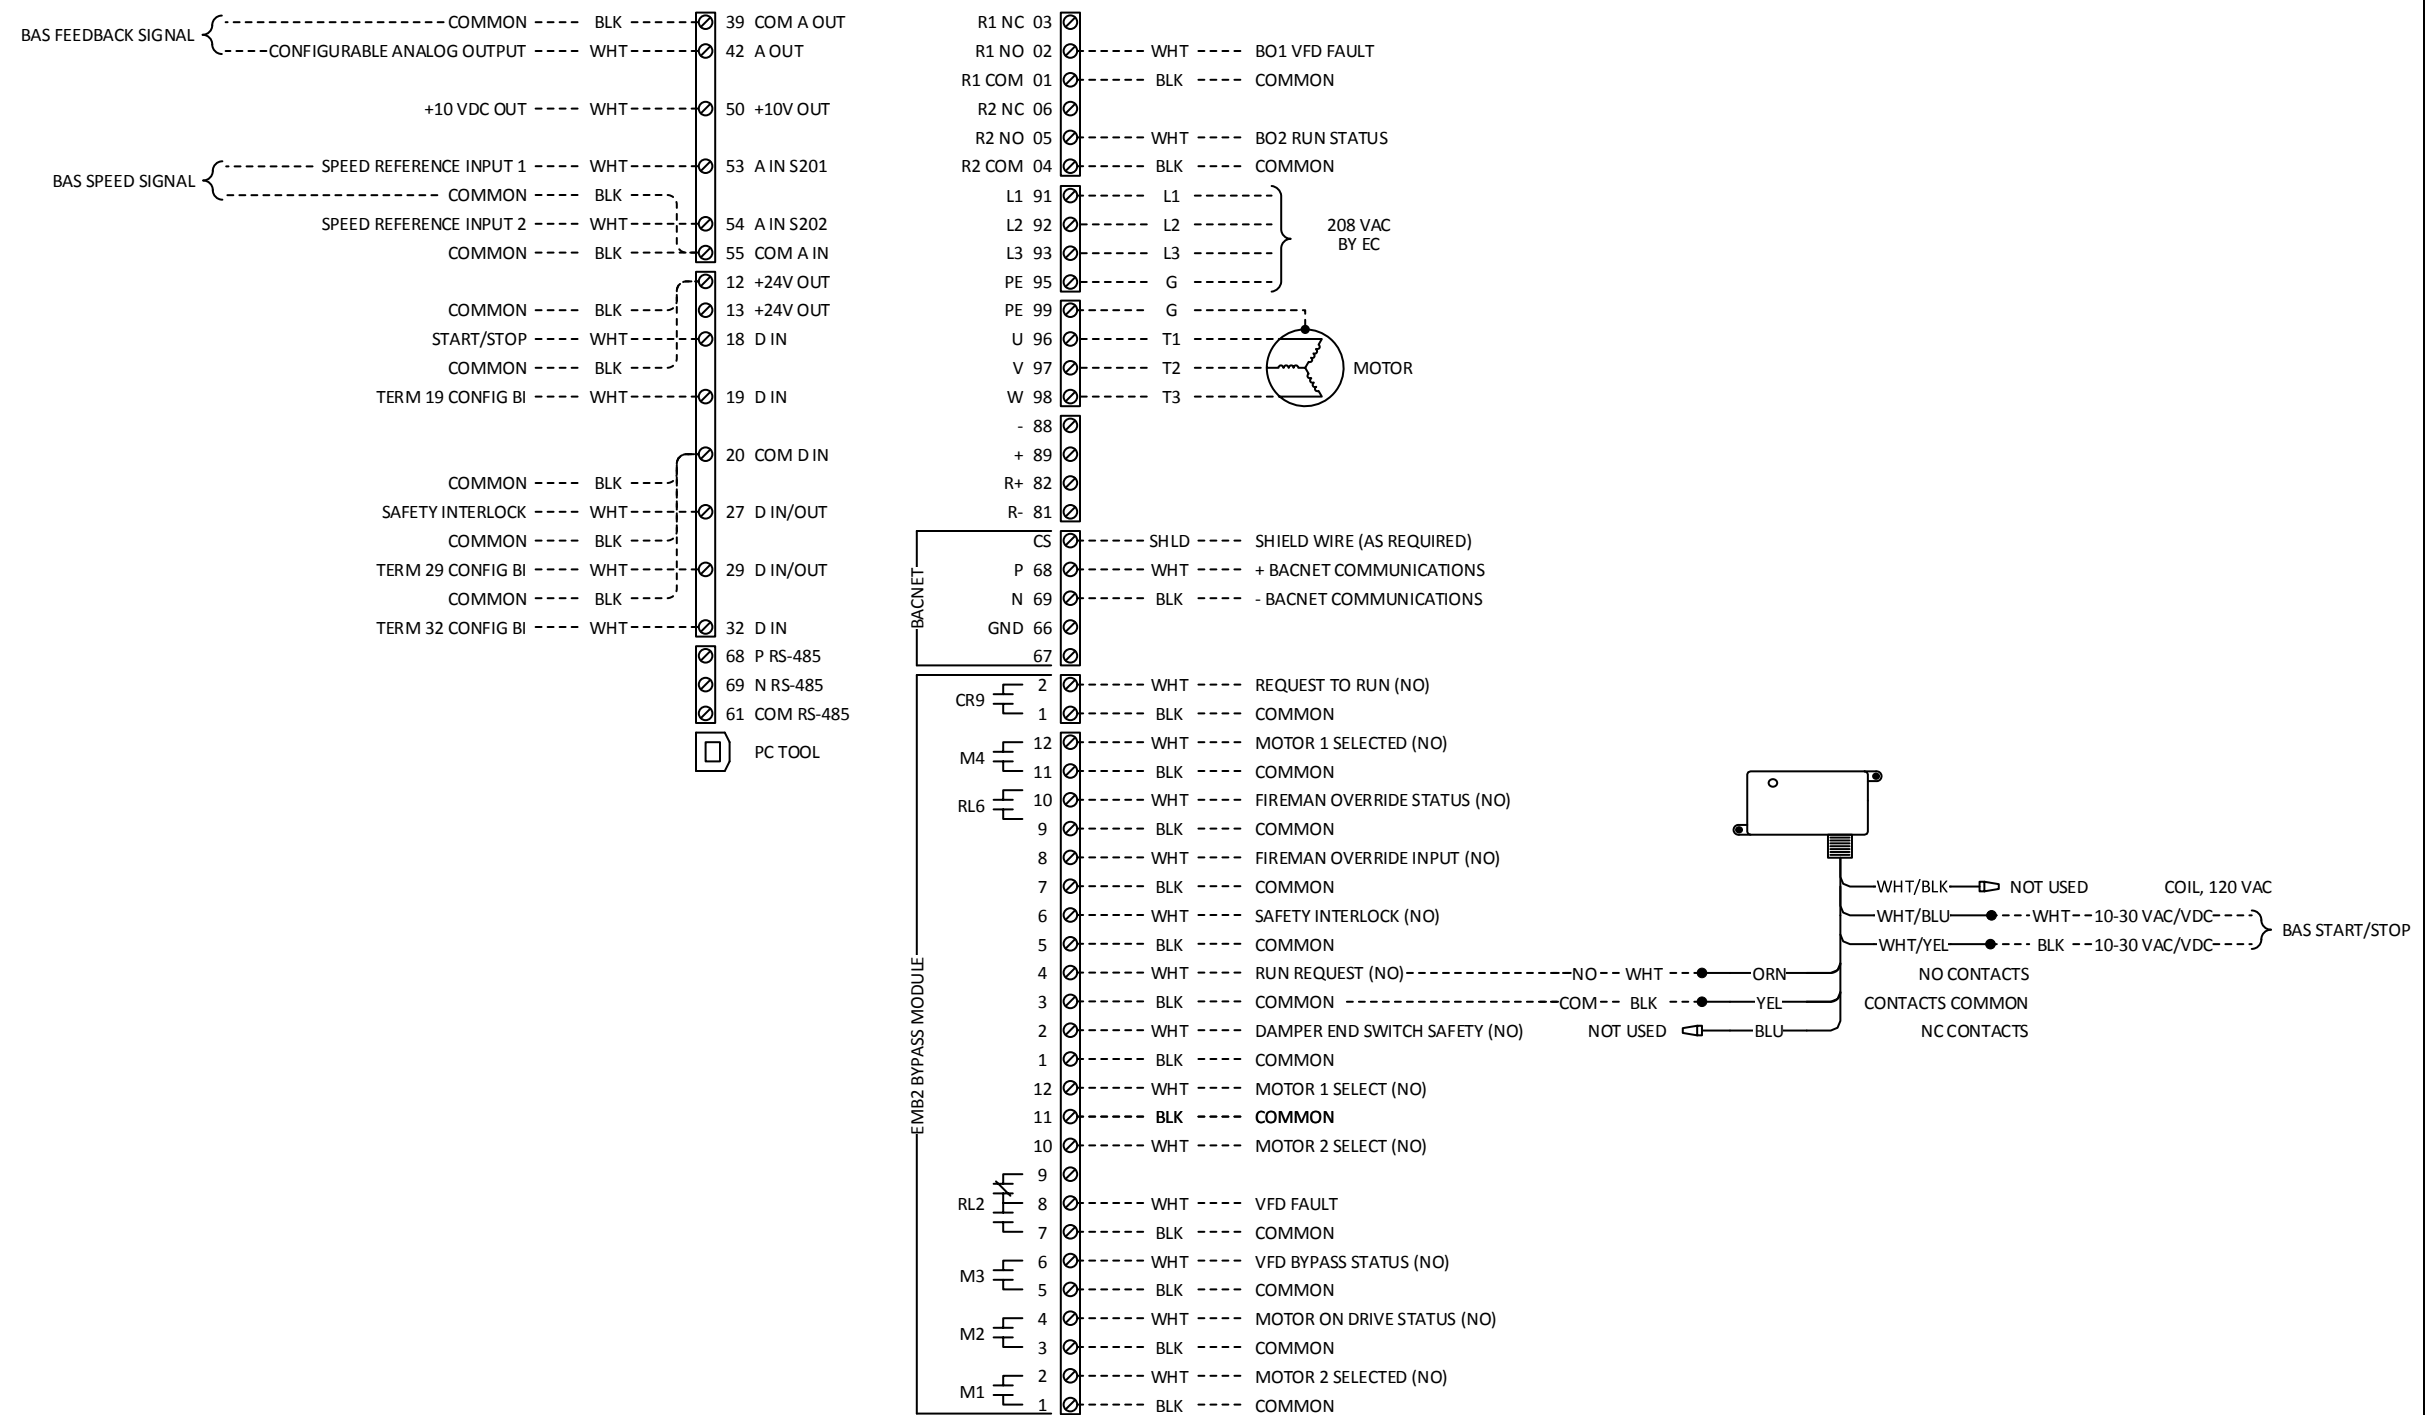 BAS FEEDBACK SIGNAL
COMMON BLK 39 COM A OUT
CONFIGURABLE ANALOG OUTPUT WHT 42 A OUT
+10 VDC OUT WHT 50 +10V OUT
BAS SPEED SIGNAL
SPEED REFERENCE INPUT 1 WHT 53 A IN S201
COMMON BLK
SPEED REFERENCE INPUT 2 WHT 54 A IN S202
COMMON BLK 55 COM A IN
12 +24V OUT
COMMON BLK 13 +24V OUT
START/STOP WHT 18 D IN
COMMON BLK
TERM 19 CONFIG BI WHT 19 D IN
20 COM D IN
COMMON BLK
SAFETY INTERLOCK WHT 27 D IN/OUT
COMMON BLK
TERM 29 CONFIG BI WHT 29 D IN/OUT
COMMON BLK
TERM 32 CONFIG BI WHT 32 D IN
68 P RS-485
69 N RS-485
61 COM RS-485
PC TOOL
R1 NC 03
R1 NO 02 WHT BO1 VFD FAULT
R1 COM 01 BLK COMMON
R2 NC 06
R2 NO 05 WHT BO2 RUN STATUS
R2 COM 04 BLK COMMON
L1 91 L1
L2 92 L2
L3 93 L3
PE 95 G
208 VAC
BY EC
PE 99 G
U 96 T1
V 97 T2
W 98 T3
MOTOR
- 88
+ 89
R+ 82
R- 81
BACNET
CS SHLD SHIELD WIRE (AS REQUIRED)
P 68 WHT + BACNET COMMUNICATIONS
N 69 BLK - BACNET COMMUNICATIONS
GND 66
67
EMB2 BYPASS MODULE
CR9
2 WHT REQUEST TO RUN (NO)
1 BLK COMMON
M4
12 WHT MOTOR 1 SELECTED (NO)
11 BLK COMMON
RL6
10 WHT FIREMAN OVERRIDE STATUS (NO)
9 BLK COMMON
8 WHT FIREMAN OVERRIDE INPUT (NO)
7 BLK COMMON
6 WHT SAFETY INTERLOCK (NO)
5 BLK COMMON
4 WHT RUN REQUEST (NO) NO WHT ORN NO CONTACTS
3 BLK COMMON COM BLK YEL CONTACTS COMMON
2 WHT DAMPER END SWITCH SAFETY (NO) NOT USED BLU NC CONTACTS
1 BLK COMMON
12 WHT MOTOR 1 SELECT (NO)
11 BLK COMMON
10 WHT MOTOR 2 SELECT (NO)
9
RL2
8 WHT VFD FAULT
7 BLK COMMON
M3
6 WHT VFD BYPASS STATUS (NO)
5 BLK COMMON
M2
4 WHT MOTOR ON DRIVE STATUS (NO)
3 BLK COMMON
M1
2 WHT MOTOR 2 SELECTED (NO)
1 BLK COMMON
WHT/BLK NOT USED COIL, 120 VAC
WHT/BLU WHT 10-30 VAC/VDC
WHT/YEL BLK 10-30 VAC/VDC
BAS START/STOP